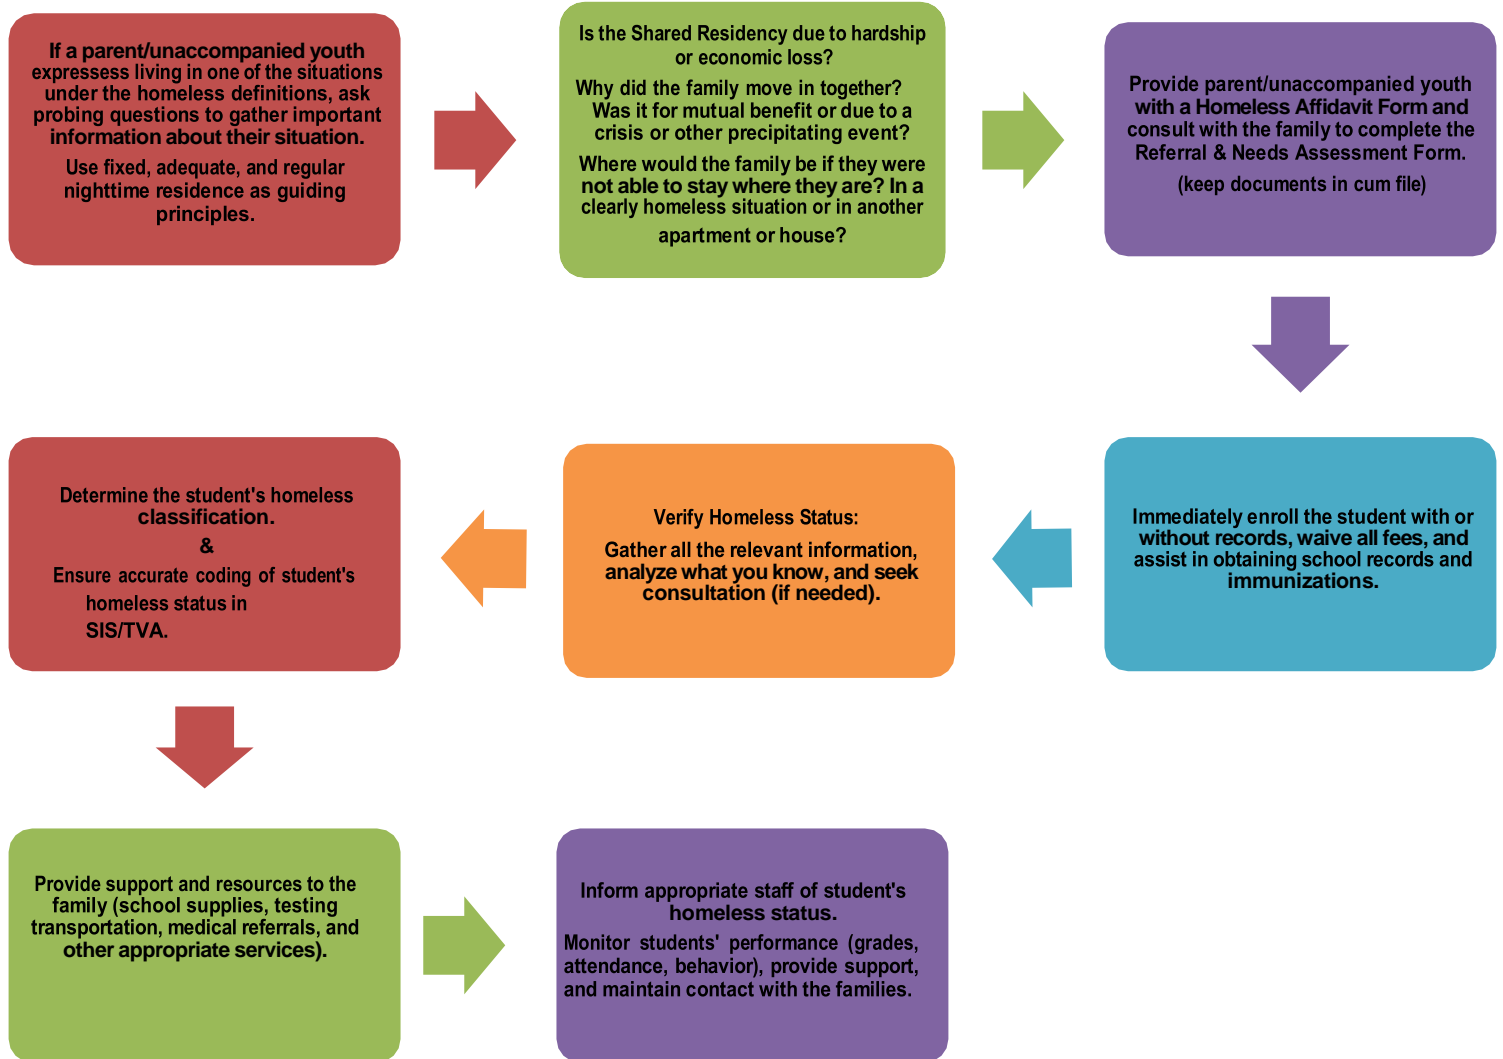 If a parent/unaccompanied youth
expressess living in one of the situations
under the homeless definitions, ask
probing questions to gather important
information about their situation.
Use fixed, adequate, and regular
nighttime residence as guiding
principles.
Is the Shared Residency due to hardship
or economic loss?
Why did the family move in together?
Was it for mutual benefit or due to a
crisis or other precipitating event?
Where would the family be if they were
not able to stay where they are? In a
clearly homeless situation or in another
apartment or house?
Provide parent/unaccompanied youth
with a Homeless Affidavit Form and
consult with the family to complete the
Referral & Needs Assessment Form.
(keep documents in cum file)
Immediately enroll the student with or
without records, waive all fees, and
assist in obtaining school records and
immunizations.
Verify Homeless Status:
Gather all the relevant information,
analyze what you know, and seek
consultation (if needed).
Determine the student's homeless
classification.
&
Ensure accurate coding of student's
homeless status in
SIS/TVA.
Provide support and resources to the
family (school supplies, testing
transportation, medical referrals, and
other appropriate services).
Inform appropriate staff of student's
homeless status.
Monitor students' performance (grades,
attendance, behavior), provide support,
and maintain contact with the families.